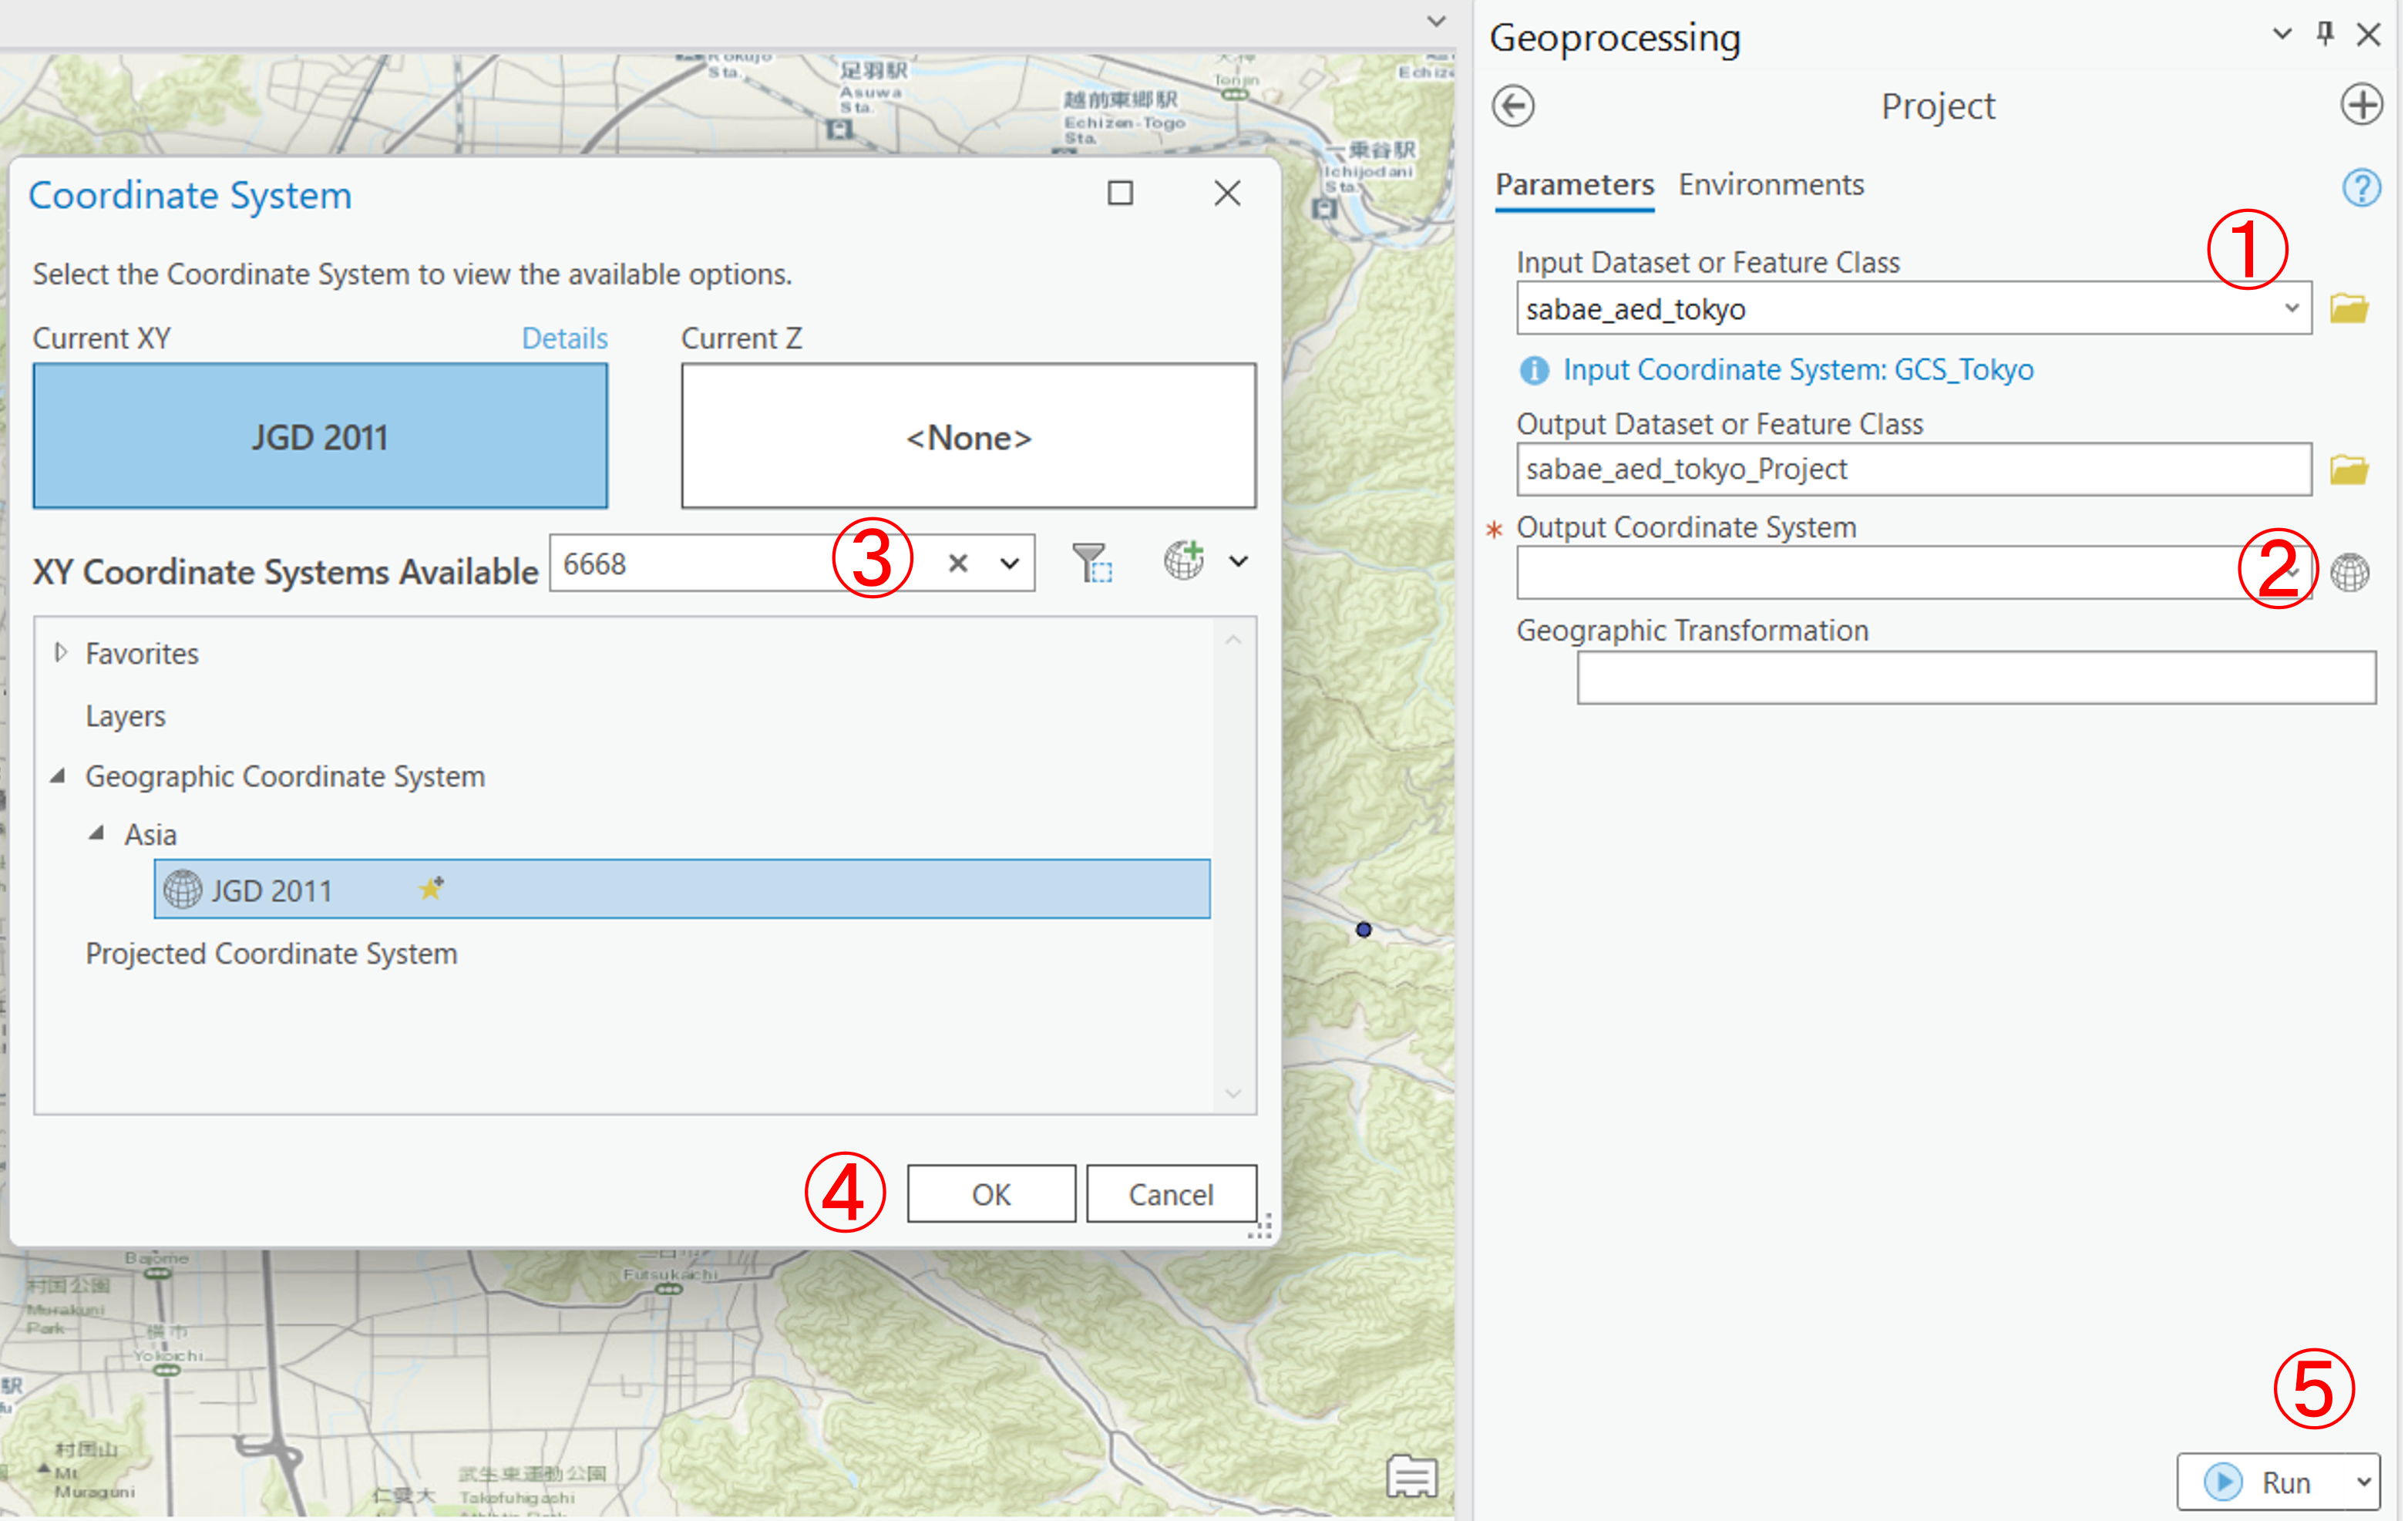 Rokujo
Sta.
足羽駅
Asuwa
Sta.
越前東郷駅
Echizen-Togo
Sta.
Tonjin
一乗谷駅
Ichijodani
Sta.
Coordinate System
Select the Coordinate System to view the available options.
Current XY
Details
Current Z
JGD 2011
<None>
③
XY Coordinate Systems Available
6668
Favorites
Layers
Geographic Coordinate System
Asia
JGD 2011
Projected Coordinate System
④
OK
Cancel
Futsukaichi
村国公園
Murakuni
Park
横市
Yokoichi
村国山
Mt
Muraguni
仁愛大
武生東運動公園
Takefuhigashi
Geoprocessing
Project
Parameters
Environments
①
Input Dataset or Feature Class
sabae_aed_tokyo
Input Coordinate System: GCS_Tokyo
Output Dataset or Feature Class
sabae_aed_tokyo_Project
* Output Coordinate System
②
Geographic Transformation
⑤
Run